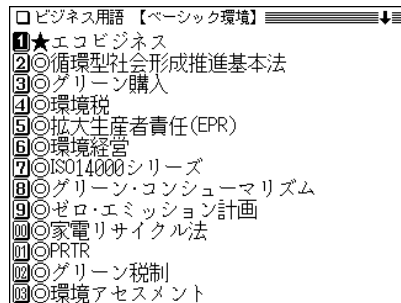 □ビジネス用語 【ベーシック環境】
1★エコビジネス
2◎循環型社会形成推進基本法
3◎グリーン購入
4◎環境税
5◎拡大生産者責任(EPR)
6◎環境経営
7◎ISO14000シリーズ
8◎グリーン・コンシューマリズム
9◎ゼロ・エミッション計画
00◎家電リサイクル法
01◎PRTR
02◎グリーン税制
03◎環境アセスメント